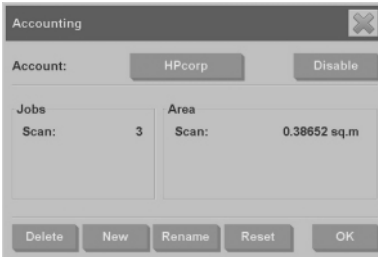 Accounting
Account: HPcorp Disable
Jobs Area
Scan: 3 Scan: 0.38652 sq.m
Delete New Rename Reset OK